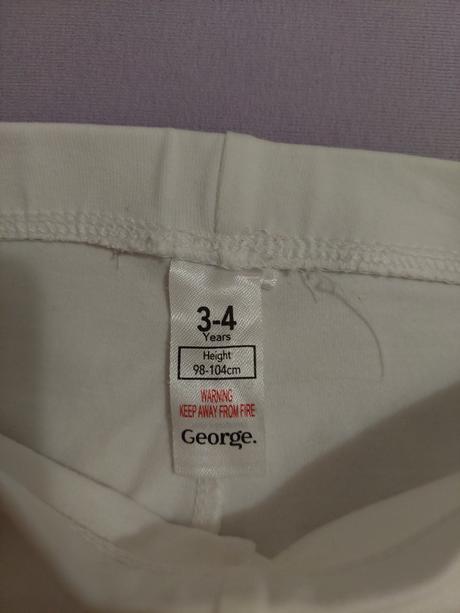 3-4
Years
Height
98-104cm
WARNING
KEEP AWAY FROM FIRE
George.